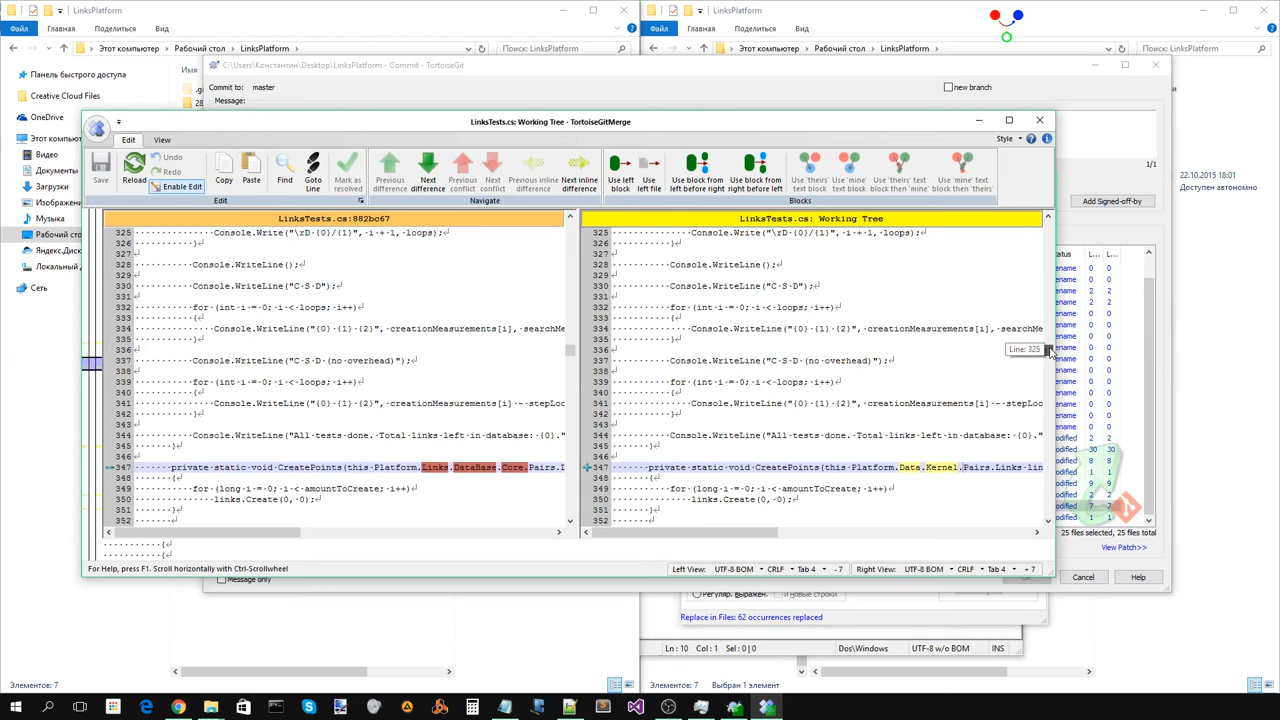 LinksPlatform
LinksPlatform
Файл Главная Поделиться Вид
Файл Главная Поделиться Вид
Этот компьютер Рабочий стол LinksPlatform
Поиск: LinksPlatform
Этот компьютер Рабочий стол LinksPlatform
Поиск: LinksPlatform
Панель быстрого доступа
Creative Cloud Files
OneDrive
Этот компьютер
Видео
Документы
Загрузки
Музыка
Сеть
C:\Users\Константин\Desktop\LinksPlatform - Commit - TortoiseGit
Commit to: master
new branch
Message:
1/1
22.10.2015 18:01
Доступен автономно
Add Signed-off-by
LinksTests.cs: Working Tree - TortoiseGitMerge
Edit View
Style
Save
Reload
Undo
Redo
Enable Edit
Copy
Paste
Find
Goto Line
Mark as resolved
Previous difference
Next difference
Previous conflict
Next conflict
Previous inline difference
Next inline difference
Use left block
Use left file
Use block from left before right
Use block from right before left
Use 'theirs' text block
Use 'mine' text block
Use 'theirs' text block then 'mine'
Use 'mine' text block then 'theirs'
Edit Navigate Blocks
LinksTests.cs:882bc67
325 Console.Write("\rD·{0}/{1}",·i·+·1,·loops);
326 }
327
328 Console.WriteLine();
329
330 Console.WriteLine("C·S·D");
331
332 for·(int·i·=·0;·i·<·loops;·i++)
333 {
334 Console.WriteLine("{0}·{1}·{2}",·creationMeasurements[i],·searchMe
335 }
336
337 Console.WriteLine("C·S·D·(no·overhead)");
338
339 for·(int·i·=·0;·i·<·loops;·i++)
340 {
341 Console.WriteLine("{0}·{1}·{2}",·creationMeasurements[i]·-·stepLoo
342 }
343
344 Console.WriteLine("All·tests·done.·Total·links·left·in·database:·{0}."
345 }
346
347 private·static·void·CreatePoints(this·Platform.Links.DataBase.Core.Pairs.L
348 {
349 for·(long·i·=·0;·i·<·amountToCreate;·i++)
350 links.Create(0,·0);
351 }
352
LinksTests.cs: Working Tree
325 Console.Write("\rD·{0}/{1}",·i·+·1,·loops);
326 }
327
328 Console.WriteLine();
329
330 Console.WriteLine("C·S·D");
331
332 for·(int·i·=·0;·i·<·loops;·i++)
333 {
334 Console.WriteLine("{0}·{1}·{2}",·creationMeasurements[i],·searchMe
335 }
336
337 Console.WriteLine("C·S·D·(no·overhead)");
338
339 for·(int·i·=·0;·i·<·loops;·i++)
340 {
341 Console.WriteLine("{0}·{1}·{2}",·creationMeasurements[i]·-·stepLoo
342 }
343
344 Console.WriteLine("All·tests·done.·Total·links·left·in·database:·{0}."
345 }
346
347 private·static·void·CreatePoints(this·Platform.Data.Kernel.Pairs.Links·lin
348 {
349 for·(long·i·=·0;·i·<·amountToCreate;·i++)
350 links.Create(0,·0);
351 }
352
Line: 325
For Help, press F1. Scroll horizontally with Ctrl-Scrollwheel
Left View: UTF-8 BOM CRLF Tab 4 - 7
Right View: UTF-8 BOM CRLF Tab 4 + 7
25 files selected, 25 files total
View Patch>>
Message only
Cancel
Help
Replace in Files: 62 occurrences replaced
Ln : 10 Col : 1 Sel : 0 | 0
Dos\Windows UTF-8 w/o BOM INS
Элементов: 7
Элементов: 7 Выбран 1 элемент